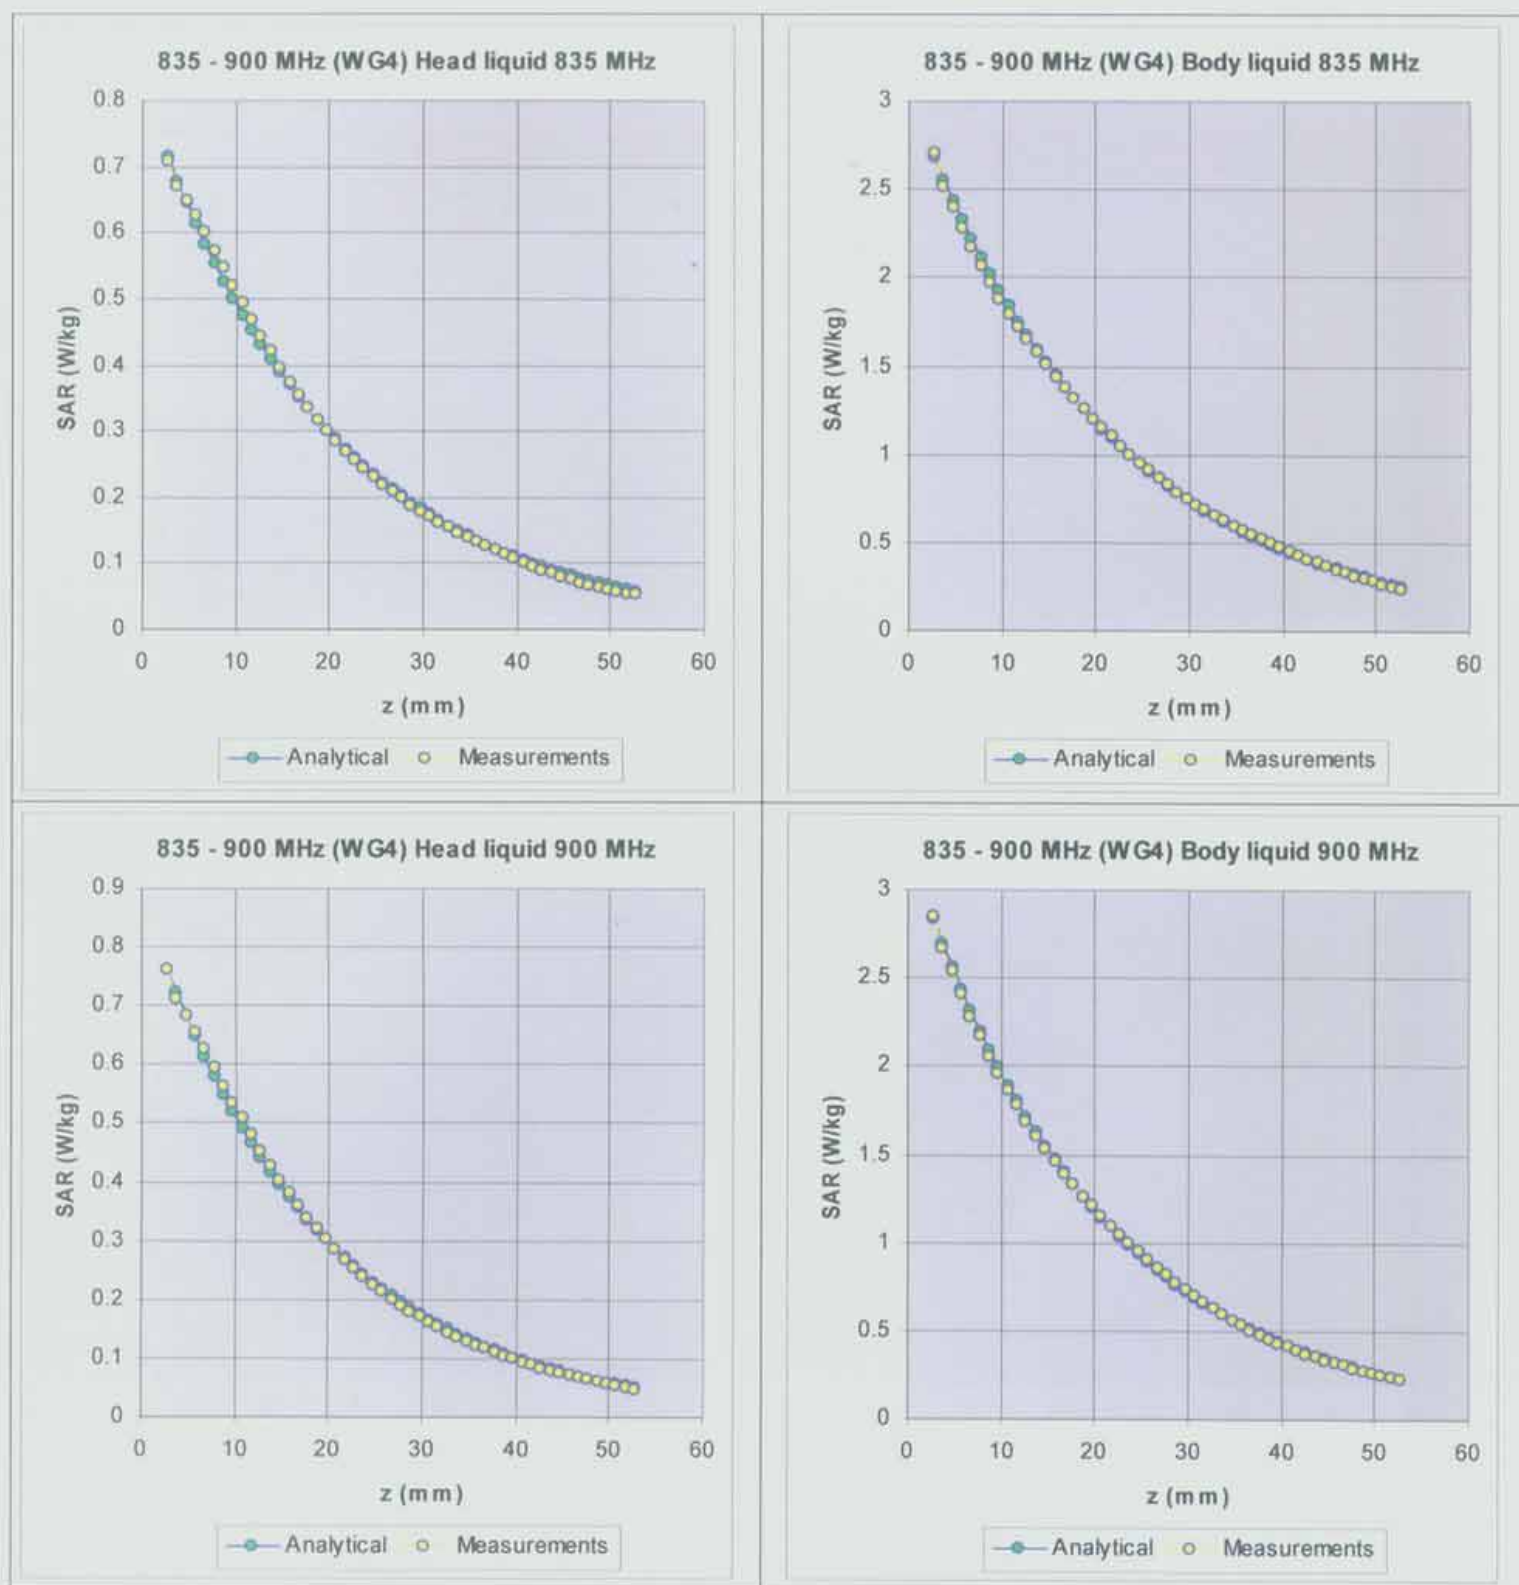 835 - 900 MHz (WG4) Head liquid 835 MHz
0.8
0.7
0.6
0.5
0.4
0.3
0.2
0.1
0
SAR (W/kg)
0 10 20 30 40 50 60
z (mm)
Analytical Measurements
835 - 900 MHz (WG4) Body liquid 835 MHz
3
2.5
2
1.5
1
0.5
0
SAR (W/kg)
0 10 20 30 40 50 60
z (mm)
Analytical Measurements
835 - 900 MHz (WG4) Head liquid 900 MHz
0.9
0.8
0.7
0.6
0.5
0.4
0.3
0.2
0.1
0
SAR (W/kg)
0 10 20 30 40 50 60
z (mm)
Analytical Measurements
835 - 900 MHz (WG4) Body liquid 900 MHz
3
2.5
2
1.5
1
0.5
0
SAR (W/kg)
0 10 20 30 40 50 60
z (mm)
Analytical Measurements